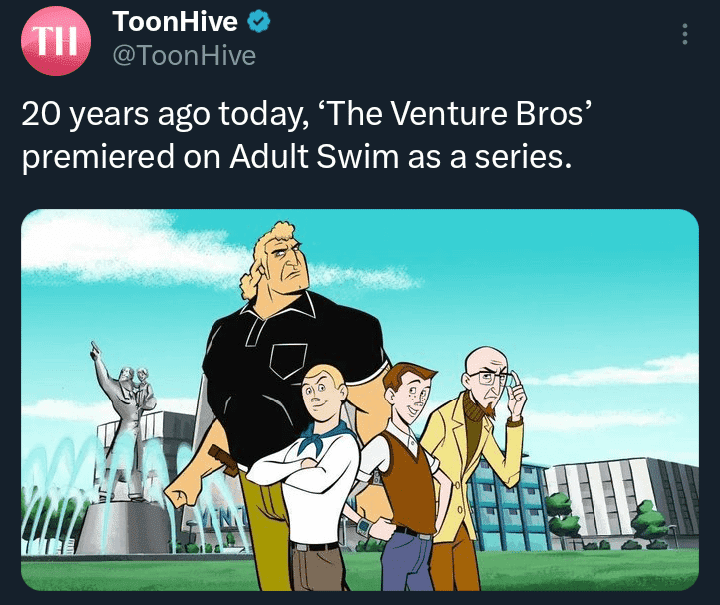 TH
ToonHive
@ToonHive
20 years ago today, ‘The Venture Bros’
premiered on Adult Swim as a series.